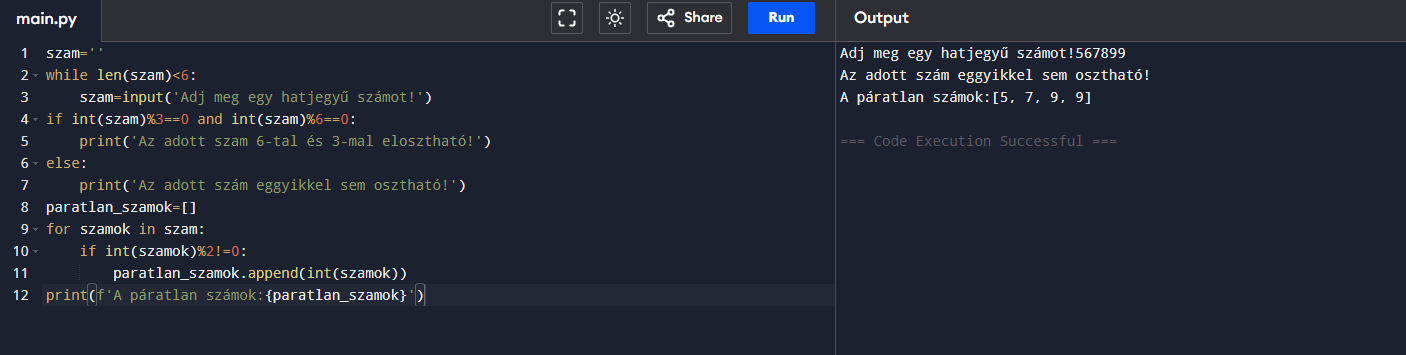 main.py
Share
Run
Output
1 szam=''
2 while len(szam)<6:
3     szam=input('Adj meg egy hatjegyű számot!')
4 if int(szam)%3==0 and int(szam)%6==0:
5     print('Az adott szam 6-tal és 3-mal elosztható!')
6 else:
7     print('Az adott szám eggyikkel sem osztható!')
8 paratlan_szamok=[]
9 for szamok in szam:
10     if int(szamok)%2!=0:
11         paratlan_szamok.append(int(szamok))
12 print(f'A páratlan számok:{paratlan_szamok}')
Adj meg egy hatjegyű számot!567899
Az adott szám eggyikkel sem osztható!
A páratlan számok:[5, 7, 9, 9]
=== Code Execution Successful ===